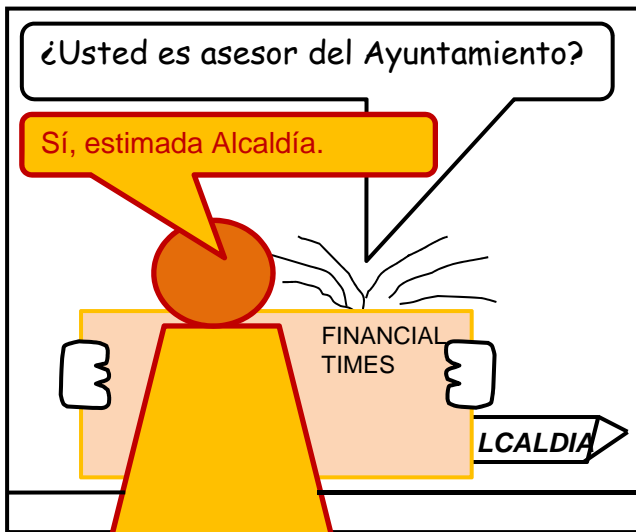 ¿Usted es asesor del Ayuntamiento?
Sí, estimada Alcaldía.
FINANCIAL
TIMES
LCALDIA